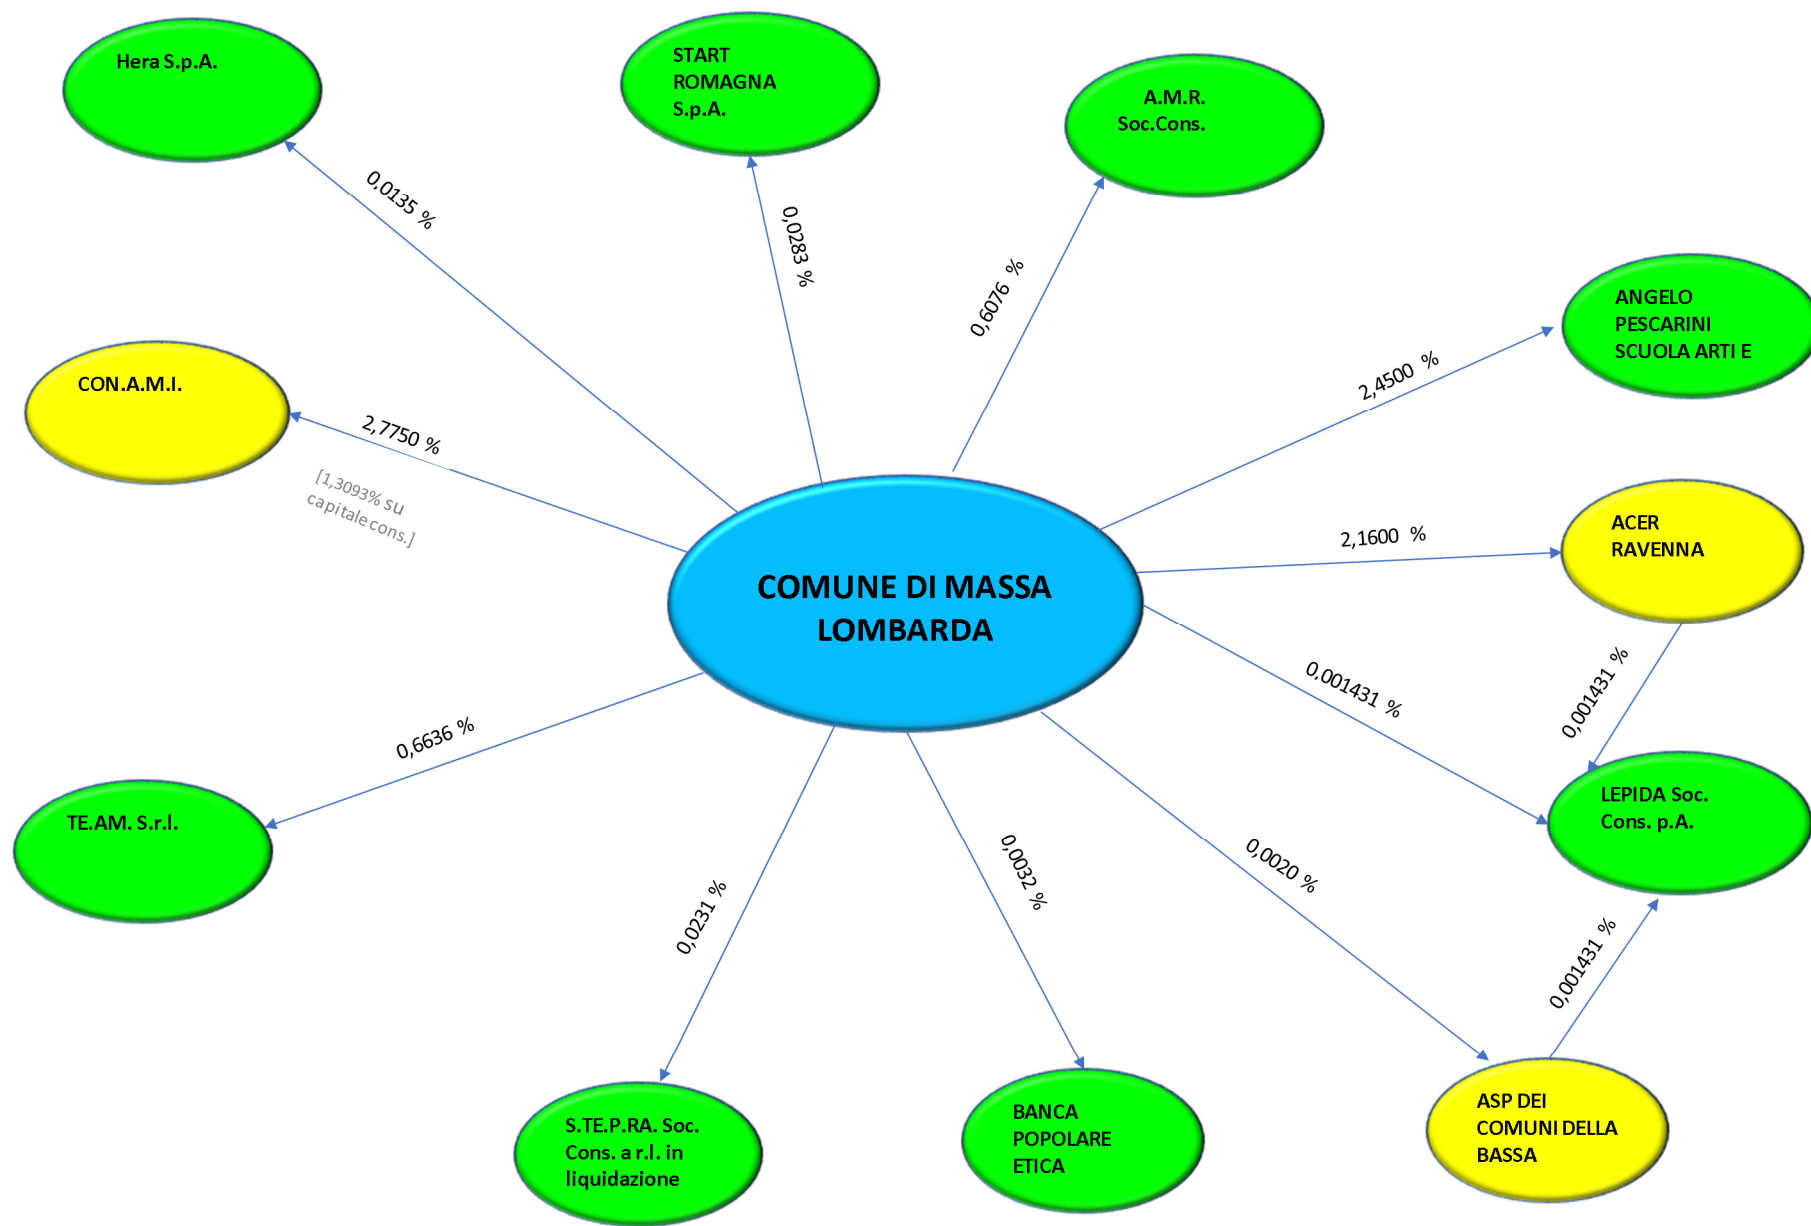 Hera S.p.A.
START
ROMAGNA
S.p.A.
A.M.R.
Soc.Cons.
0,0135 %
0,0283 %
0,6076 %
ANGELO
PESCARINI
SCUOLA ARTI E
2,4500 %
CON.A.M.I.
2,7750 %
[1,3093% su
capitale cons.]
ACER
RAVENNA
2,1600 %
COMUNE DI MASSA
LOMBARDA
0,001431 %
0,001431 %
LEPIDA Soc.
Cons. p.A.
0,6636 %
TE.AM. S.r.l.
0,0231 %
0,0032 %
0,0020 %
0,001431 %
S.TE.P.RA. Soc.
Cons. a r.l. in
liquidazione
BANCA
POPOLARE
ETICA
ASP DEI
COMUNI DELLA
BASSA